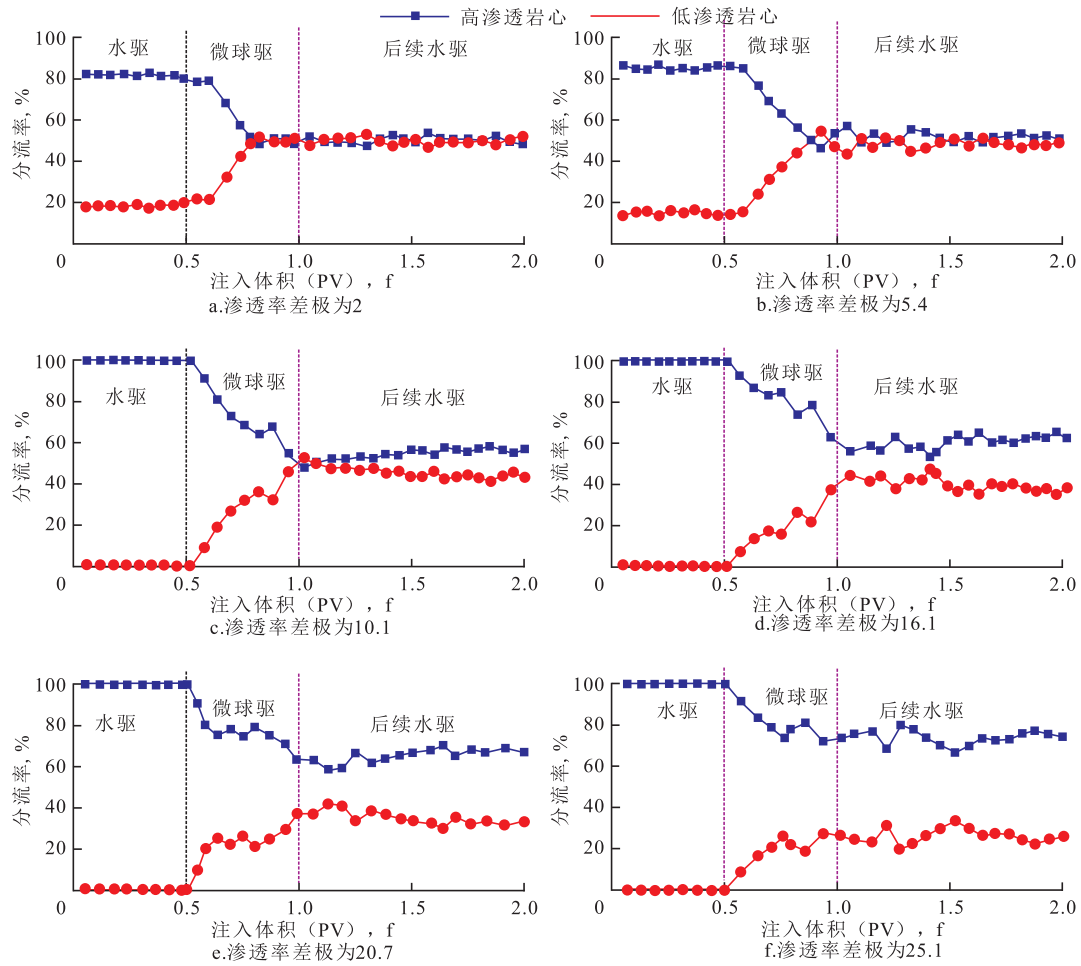 高渗透岩心 低渗透岩心
100
80
60
40
20
0
分流率, %
水驱 微球驱 后续水驱
0.5 1.0 1.5 2.0
注入体积（PV）, f
a.渗透率差极为2
100
80
60
40
20
0
分流率, %
水驱 微球驱 后续水驱
0.5 1.0 1.5 2.0
注入体积（PV）, f
b.渗透率差极为5.4
100
80
60
40
20
0
分流率, %
水驱 微球驱 后续水驱
0.5 1.0 1.5 2.0
注入体积（PV）, f
c.渗透率差极为10.1
100
80
60
40
20
0
分流率, %
水驱 微球驱 后续水驱
0.5 1.0 1.5 2.0
注入体积（PV）, f
d.渗透率差极为16.1
100
80
60
40
20
0
分流率, %
水驱 微球驱 后续水驱
0.5 1.0 1.5 2.0
注入体积（PV）, f
e.渗透率差极为20.7
100
80
60
40
20
0
分流率, %
水驱 微球驱 后续水驱
0.5 1.0 1.5 2.0
注入体积（PV）, f
f.渗透率差极为25.1